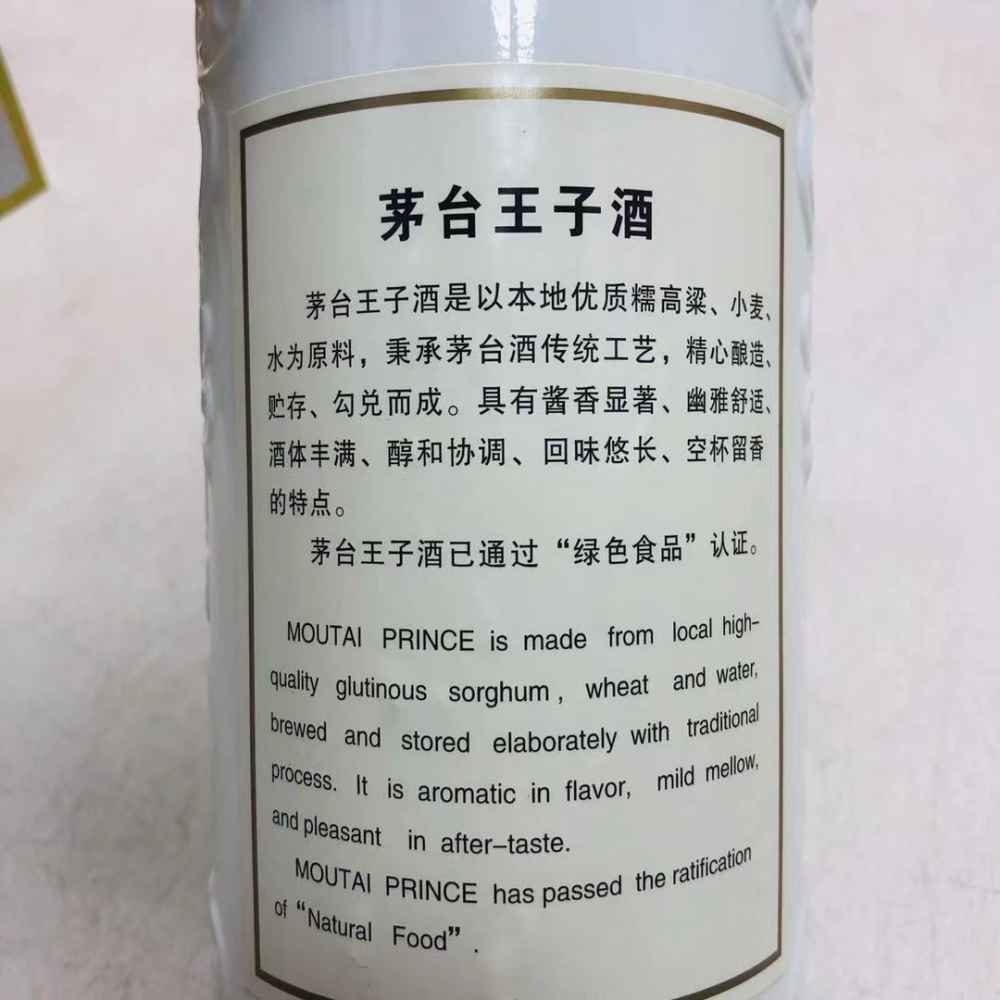 茅台王子酒
茅台王子酒是以本地优质糯高粱、小麦、
水为原料，秉承茅台酒传统工艺，精心酿造、
贮存、勾兑而成。具有酱香显著、幽雅舒适、
酒体丰满、醇和协调、回味悠长、空杯留香
的特点。
茅台王子酒已通过“绿色食品”认证。
MOUTAI PRINCE is made from local high-
quality glutinous sorghum, wheat and water,
brewed and stored elaborately with traditional
process. It is aromatic in flavor, mild mellow,
and pleasant in after-taste.
MOUTAI PRINCE has passed the ratification
of “Natural Food”.